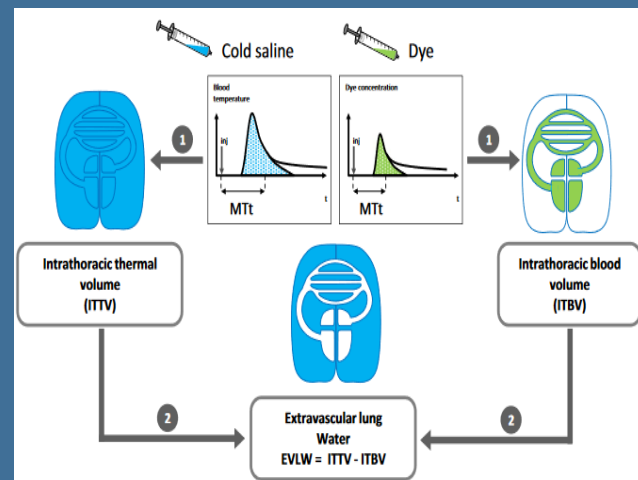 Cold saline
Dye
Blood
temperature
inj
MTt
t
Dye concentration
inj
MTt
t
1
1
Intrathoracic thermal
volume
(ITTV)
Intrathoracic blood
volume
(ITBV)
2
2
Extravascular lung
Water
EVLW = ITTV - ITBV